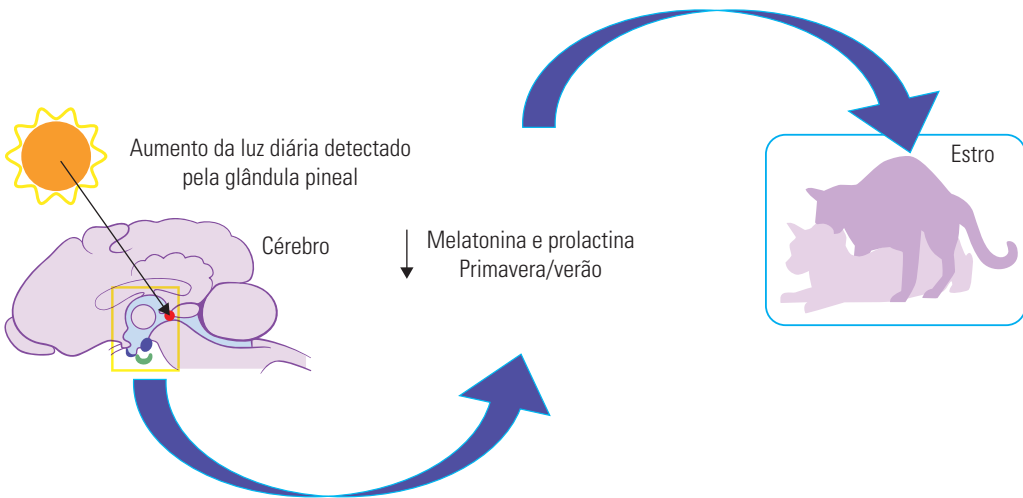 Aumento da luz diária detectado
pela glândula pineal
Cérebro
Melatonina e prolactina
Primavera/verão
Estro